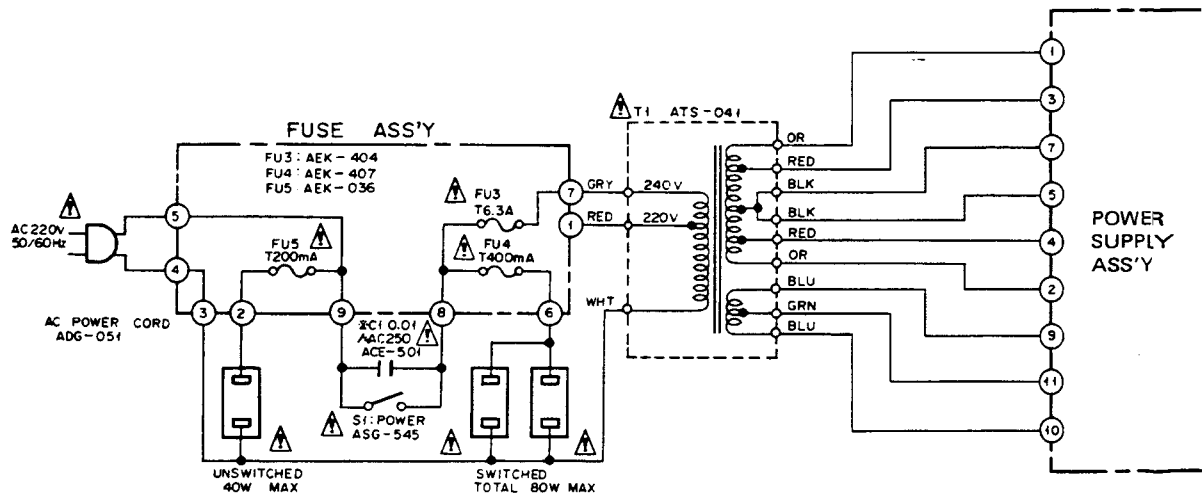 T1 ATS-041
FUSE ASS'Y
FU3: AEK-404
FU4: AEK-407
FU5: AEK-036
AC220V
50/60Hz
5
4
3
2
9
8
6
7
1
FU5
T200mA
FU3
T6.3A
FU4
T400mA
GRY
RED
WHT
240V
220V
AC POWER CORD
ADG-051
※C1 0.01
AC250
ACE-501
S1:POWER
ASG-545
UNSWITCHED
40W MAX
SWITCHED
TOTAL 80W MAX
OR
RED
BLK
BLK
RED
OR
BLU
GRN
BLU
1
3
7
5
4
2
9
11
10
POWER
SUPPLY
ASS'Y